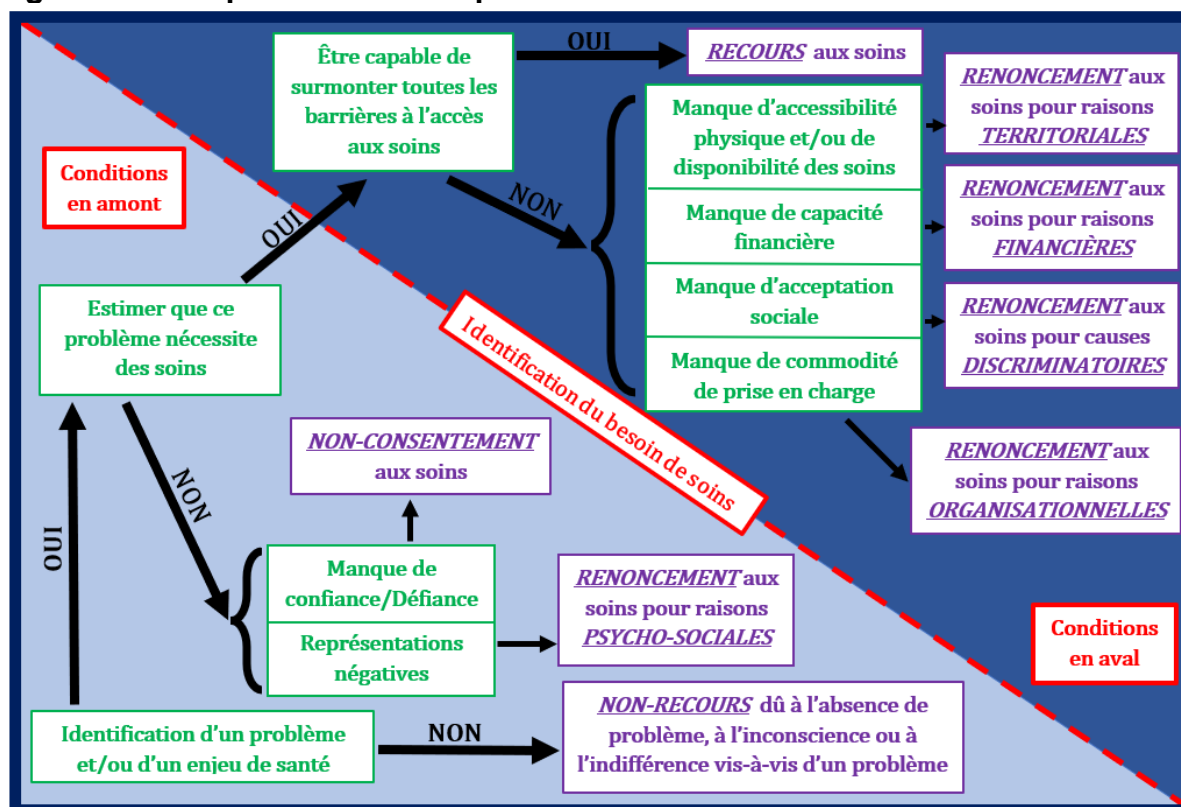 OUI
Être capable de
surmonter toutes les
barrières à l'accès
aux soins
RECOURS aux soins
Manque d'accessibilité
physique et/ou de
disponibilité des soins
RENONCEMENT aux
soins pour raisons
TERRITORIALES
Conditions
en amont
NON
OUI
Manque de capacité
financière
RENONCEMENT aux
soins pour raisons
FINANCIÈRES
Estimer que ce
problème nécessite
des soins
Manque d'acceptation
sociale
RENONCEMENT aux
soins pour causes
DISCRIMINATOIRES
Manque de commodité
de prise en charge
Identification du besoin de soins
NON-CONSENTEMENT
aux soins
RENONCEMENT aux
soins pour raisons
ORGANISATIONNELLES
NON
OUI
Manque de
confiance/Défiance
Représentations
négatives
RENONCEMENT aux
soins pour raisons
PSYCHO-SOCIALES
Conditions
en aval
Identification d'un problème
et/ou d'un enjeu de santé
NON
NON-RECOURS dû à l'absence de
problème, à l'inconscience ou à
l'indifférence vis-à-vis d'un problème